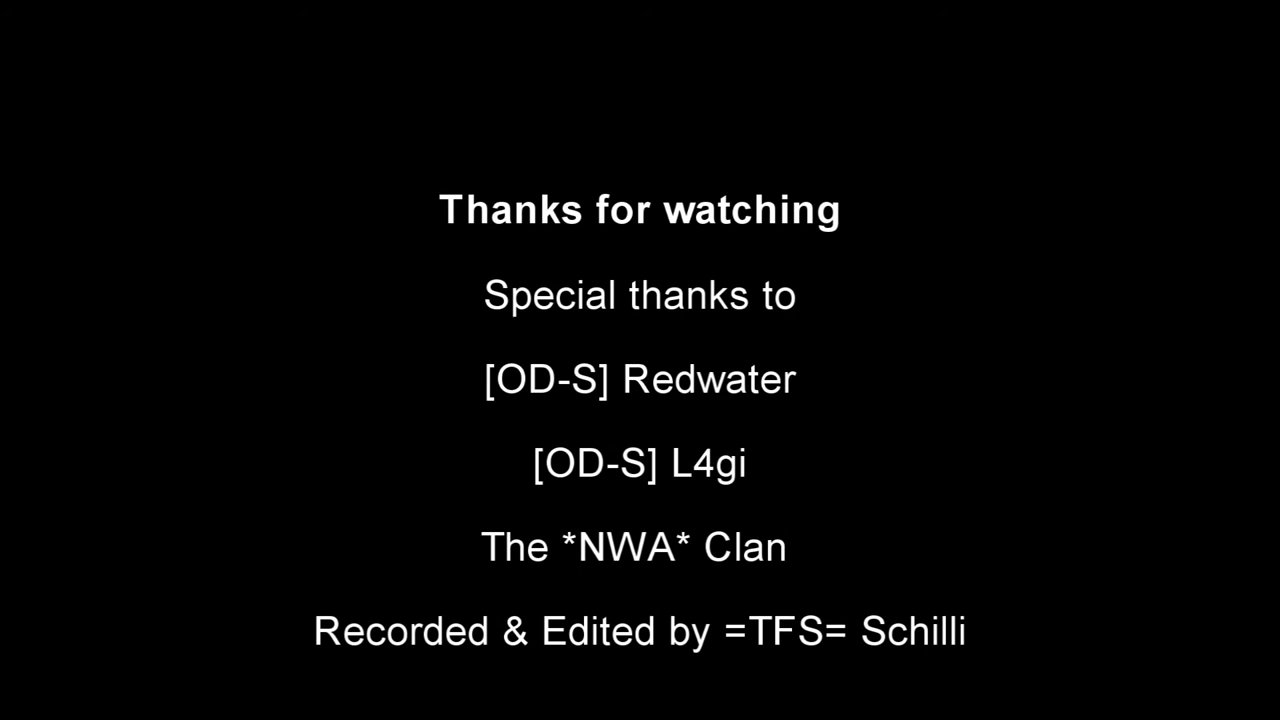 Thanks for watching
Special thanks to
[OD-S] Redwater
[OD-S] L4gi
The *NWA* Clan
Recorded & Edited by =TFS= Schilli